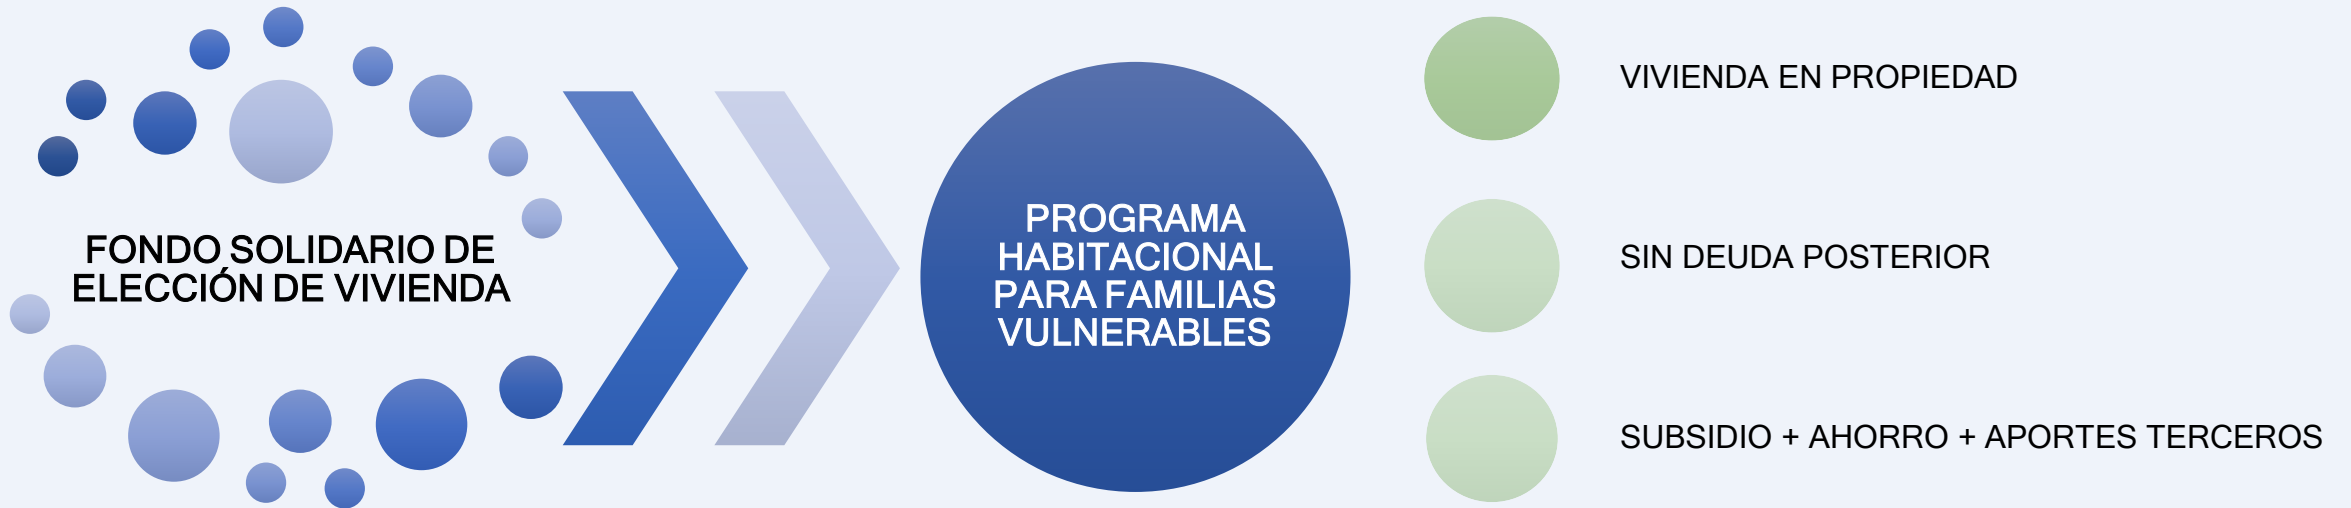 FONDO SOLIDARIO DE
ELECCIÓN DE VIVIENDA
PROGRAMA
HABITACIONAL
PARA FAMILIAS
VULNERABLES
VIVIENDA EN PROPIEDAD
SIN DEUDA POSTERIOR
SUBSIDIO + AHORRO + APORTES TERCEROS